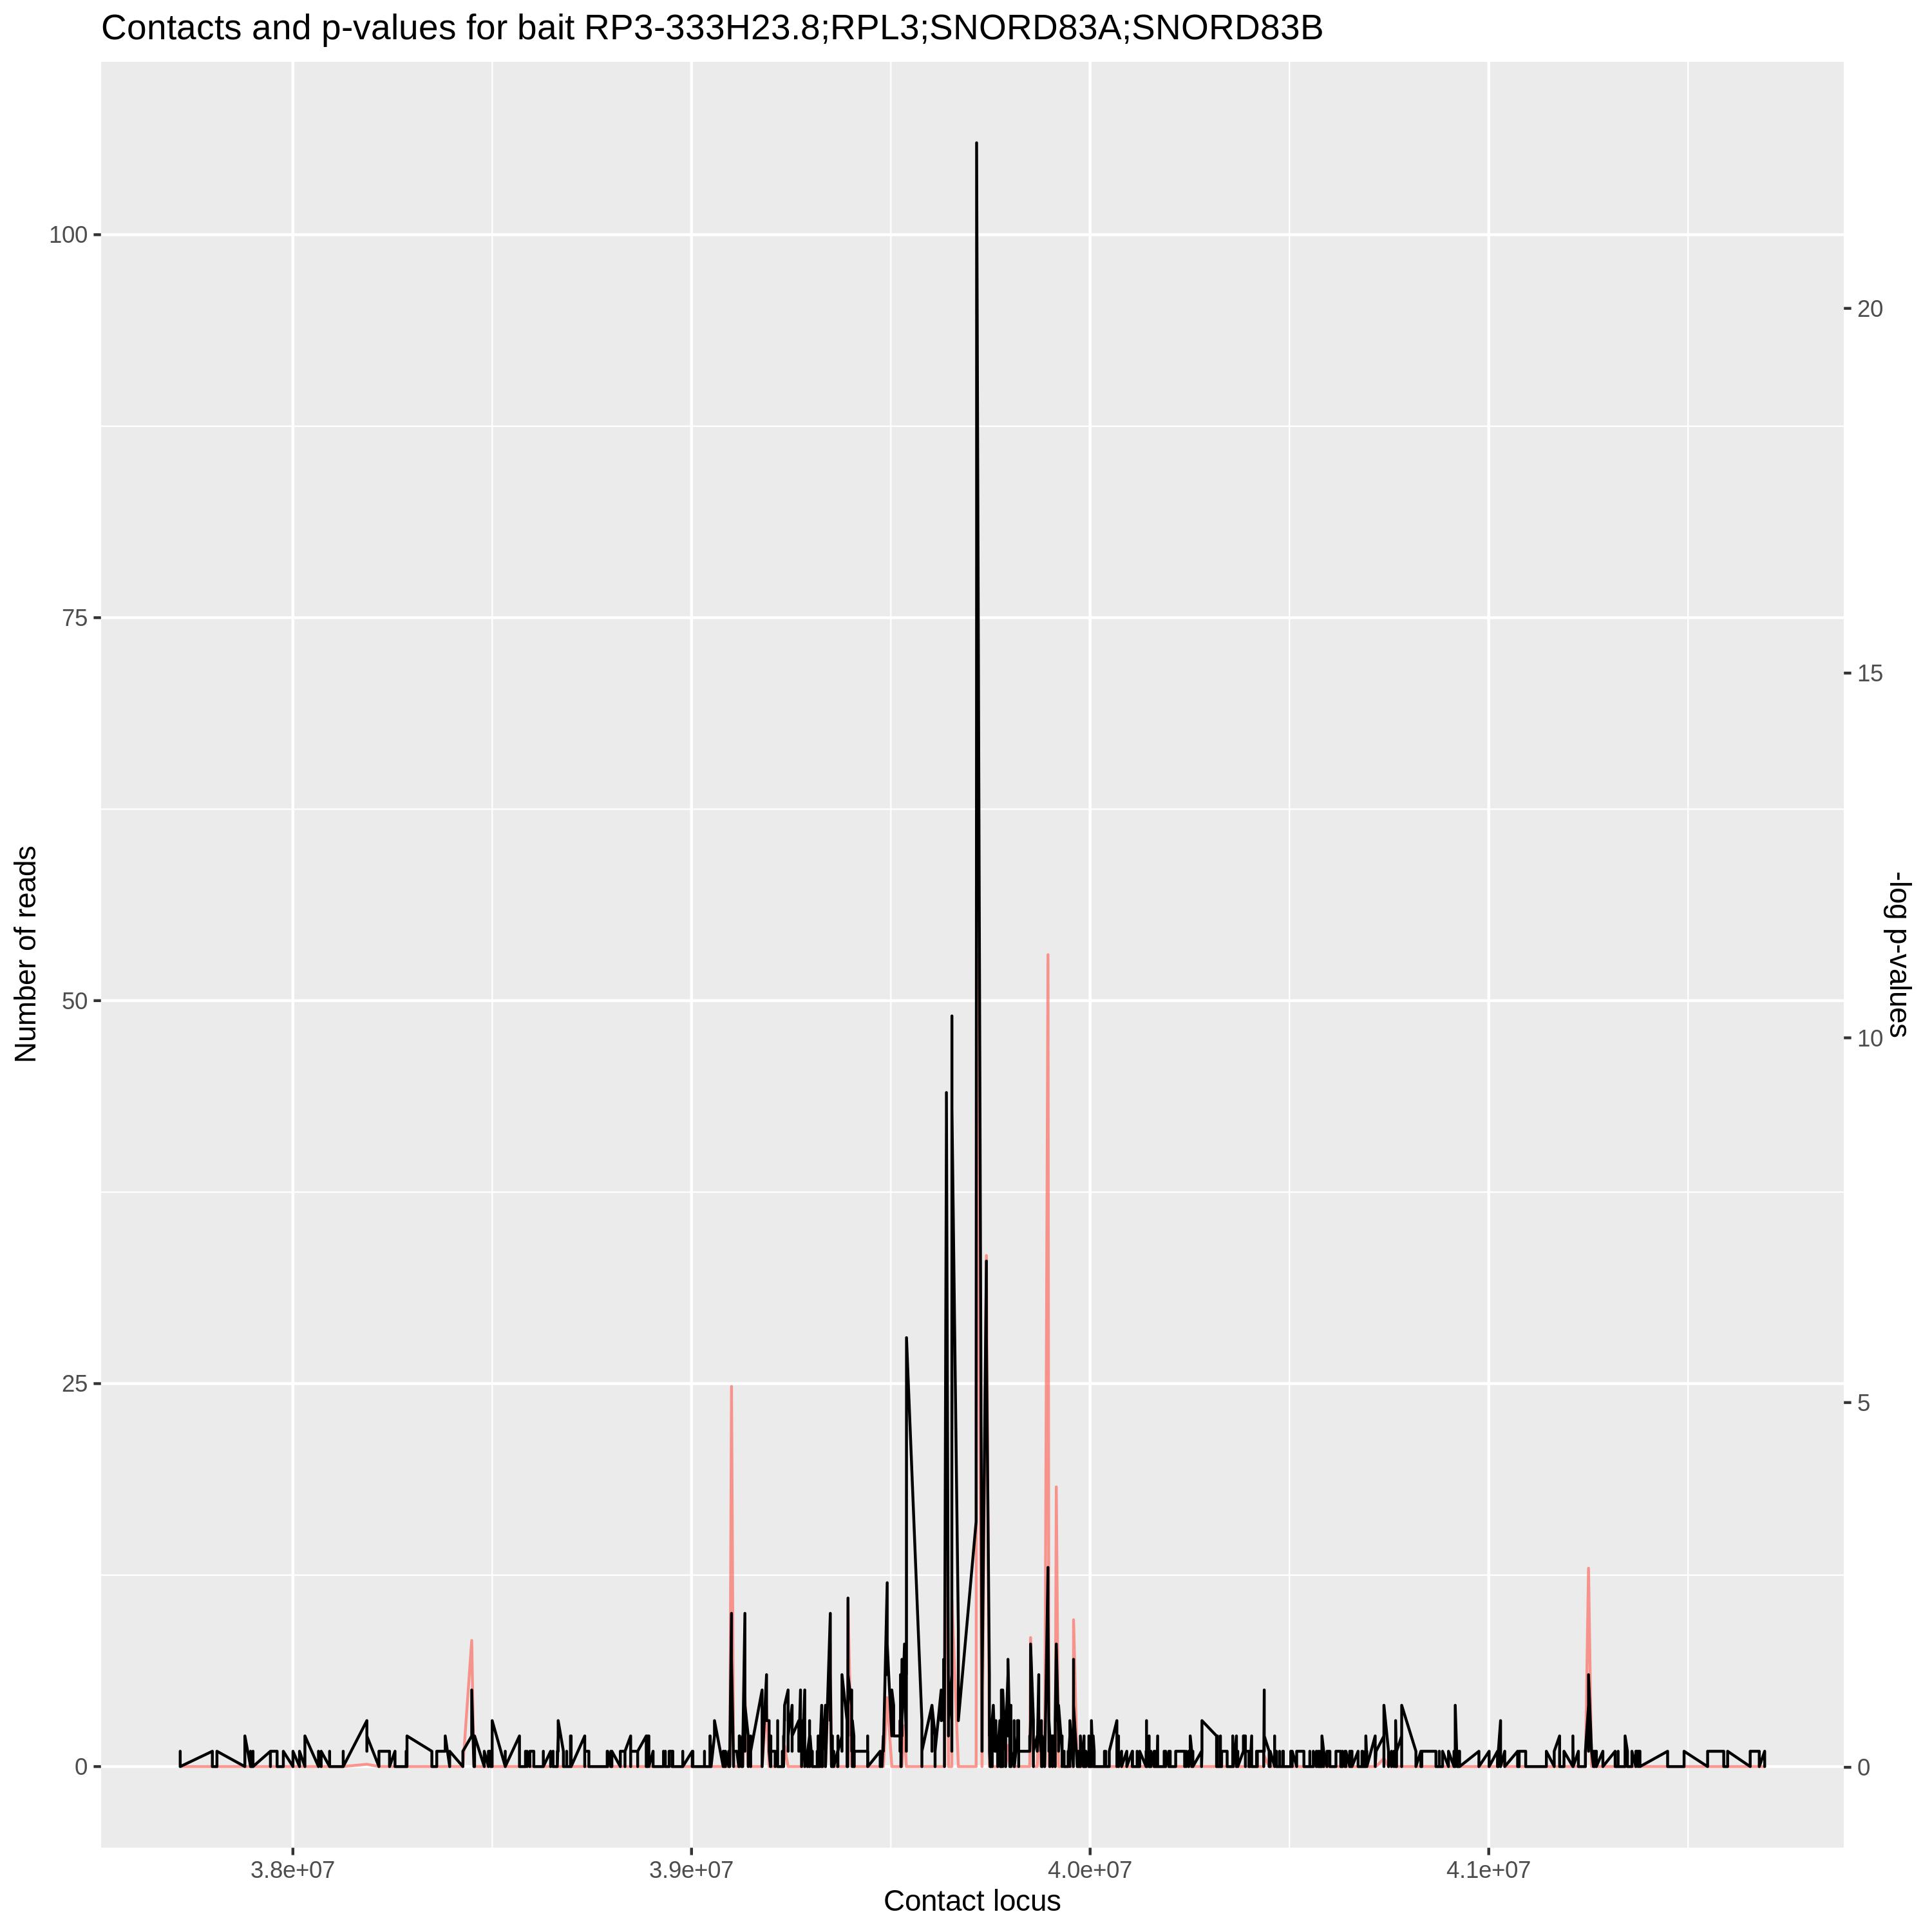 Contacts and p-values for bait RP3-333H23.8;RPL3;SNORD83A;SNORD83B
100
75
50
25
0
Number of reads
20
15
10
5
0
-log p-values
3.8e+07
3.9e+07
4.0e+07
4.1e+07
Contact locus